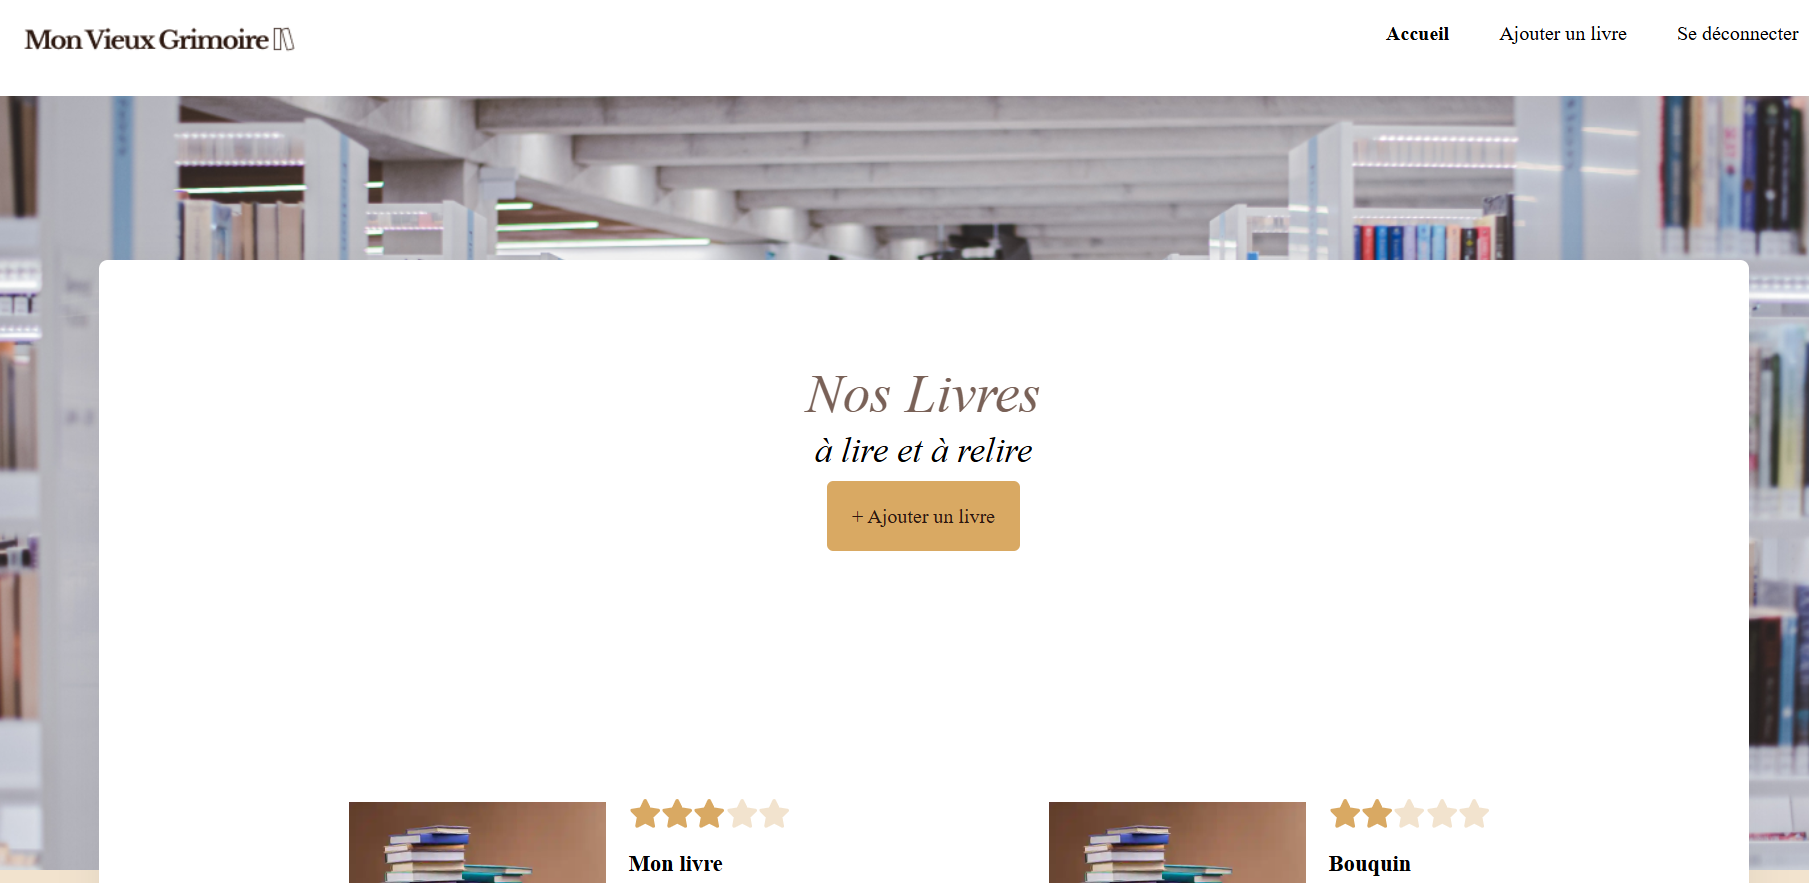 Mon Vieux Grimoire
Accueil
Ajouter un livre
Se déconnecter
Nos Livres
à lire et à relire
+ Ajouter un livre
Mon livre
Bouquin